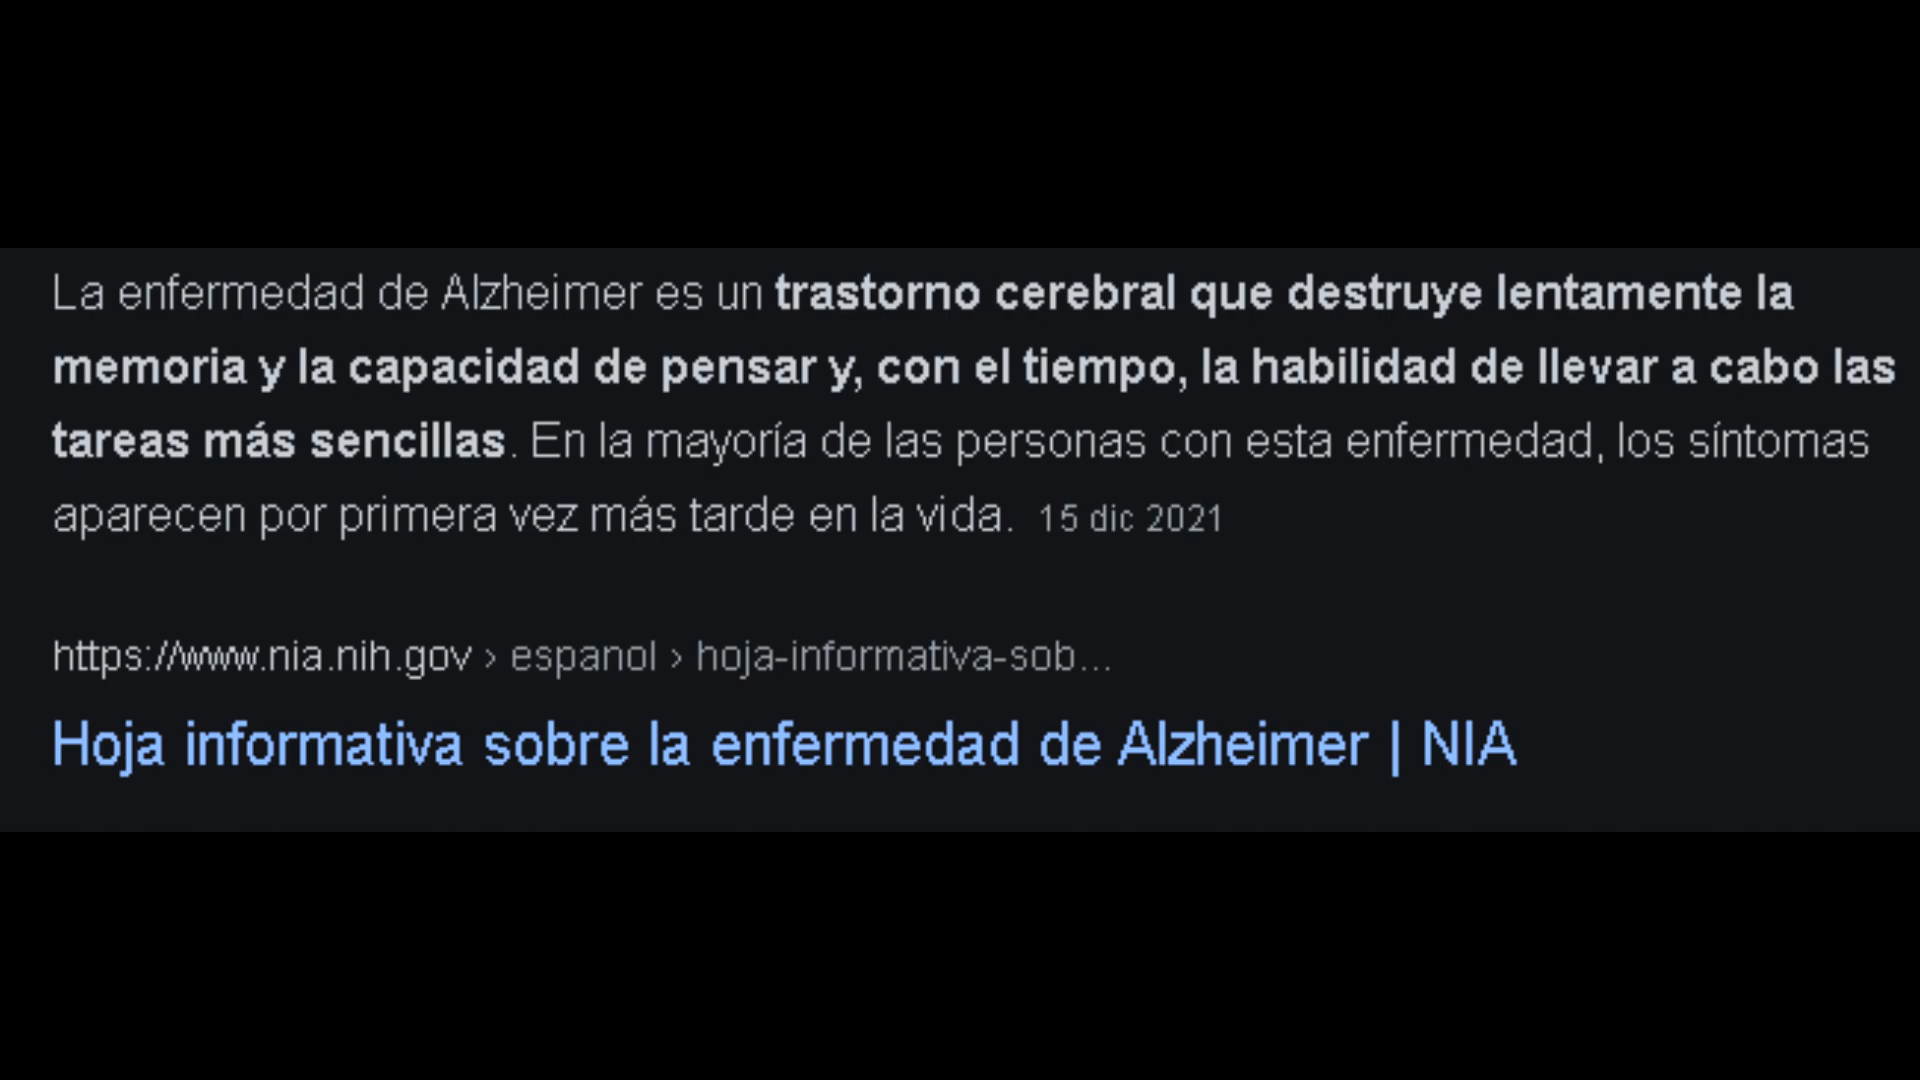 La enfermedad de Alzheimer es un trastorno cerebral que destruye lentamente la
memoria y la capacidad de pensar y, con el tiempo, la habilidad de llevar a cabo las
tareas más sencillas. En la mayoría de las personas con esta enfermedad, los síntomas
aparecen por primera vez más tarde en la vida. 15 dic 2021
https://www.nia.nih.gov › espanol › hoja-informativa-sob...
Hoja informativa sobre la enfermedad de Alzheimer | NIA